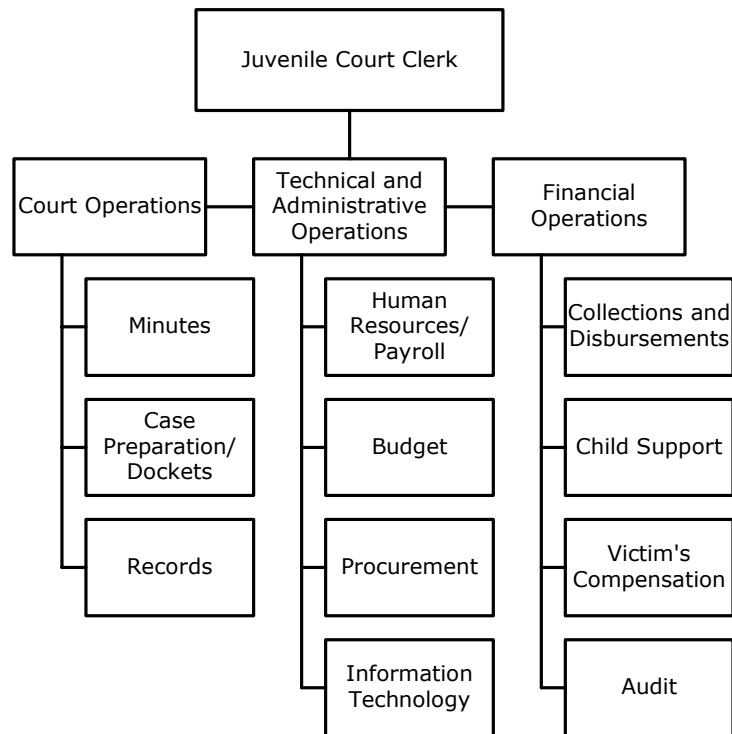 Juvenile Court Clerk
Court Operations
Technical and
Administrative
Operations
Financial
Operations
Minutes
Case
Preparation/
Dockets
Records
Human
Resources/
Payroll
Budget
Procurement
Information
Technology
Collections and
Disbursements
Child Support
Victim's
Compensation
Audit